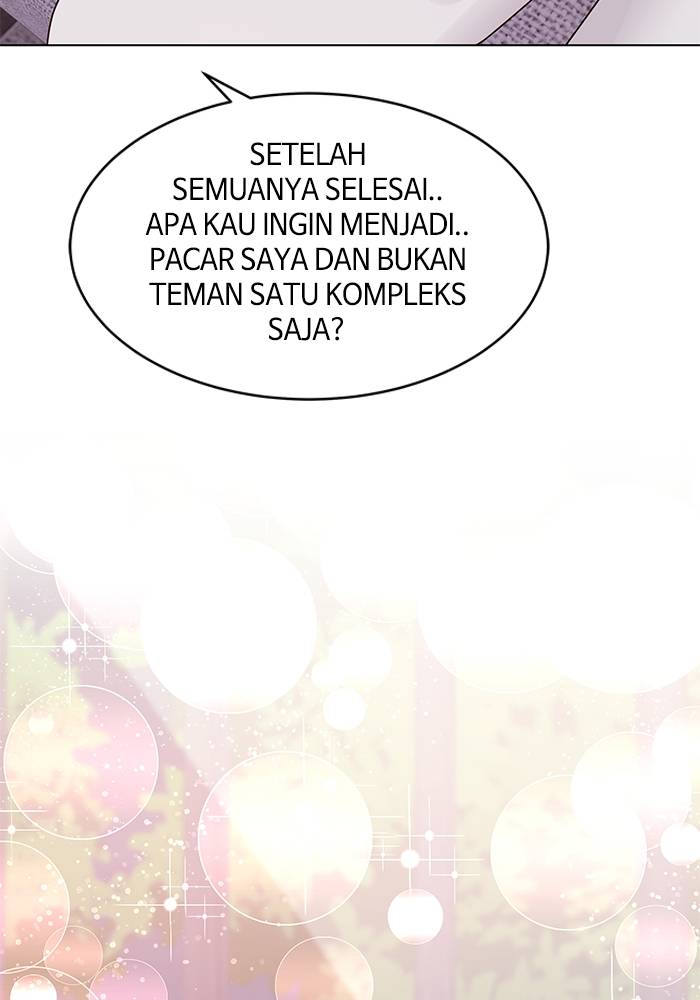 SETELAH
SEMUANYA SELESAI..
APA KAU INGIN MENJADI..
PACAR SAYA DAN BUKAN
TEMAN SATU KOMPLEKS
SAJA?